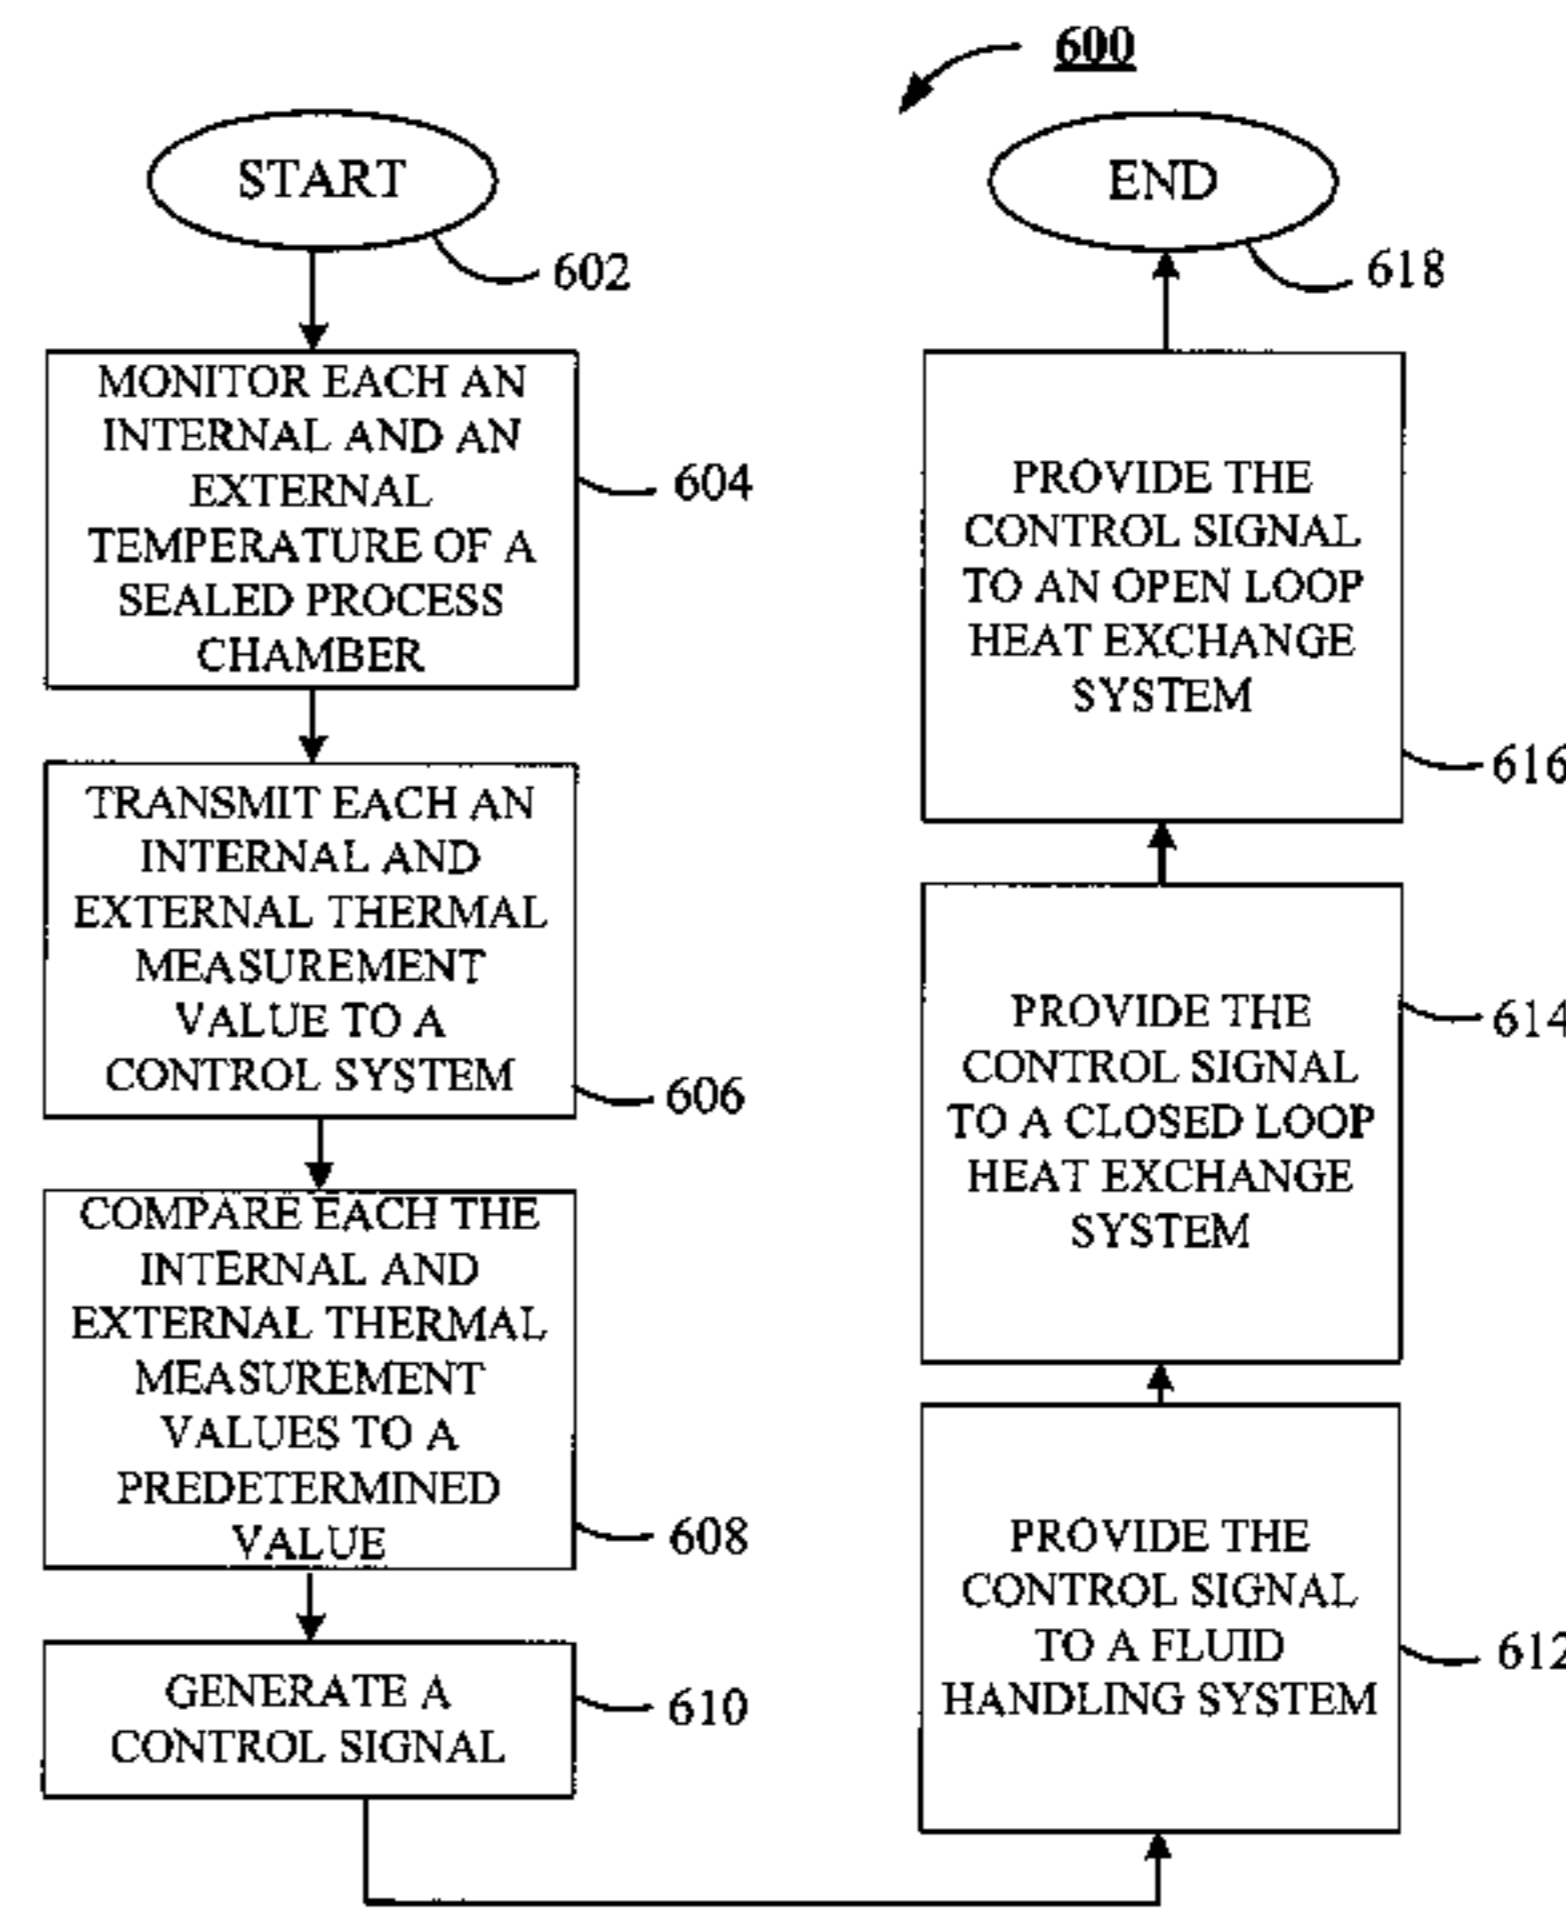 600
START
602
MONITOR EACH AN
INTERNAL AND AN
EXTERNAL
TEMPERATURE OF A
SEALED PROCESS
CHAMBER
604
TRANSMIT EACH AN
INTERNAL AND
EXTERNAL THERMAL
MEASUREMENT
VALUE TO A
CONTROL SYSTEM
606
COMPARE EACH THE
INTERNAL AND
EXTERNAL THERMAL
MEASUREMENT
VALUES TO A
PREDETERMINED
VALUE
608
GENERATE A
CONTROL SIGNAL
610
PROVIDE THE
CONTROL SIGNAL
TO A FLUID
HANDLING SYSTEM
612
PROVIDE THE
CONTROL SIGNAL
TO A CLOSED LOOP
HEAT EXCHANGE
SYSTEM
614
PROVIDE THE
CONTROL SIGNAL
TO AN OPEN LOOP
HEAT EXCHANGE
SYSTEM
616
END
618